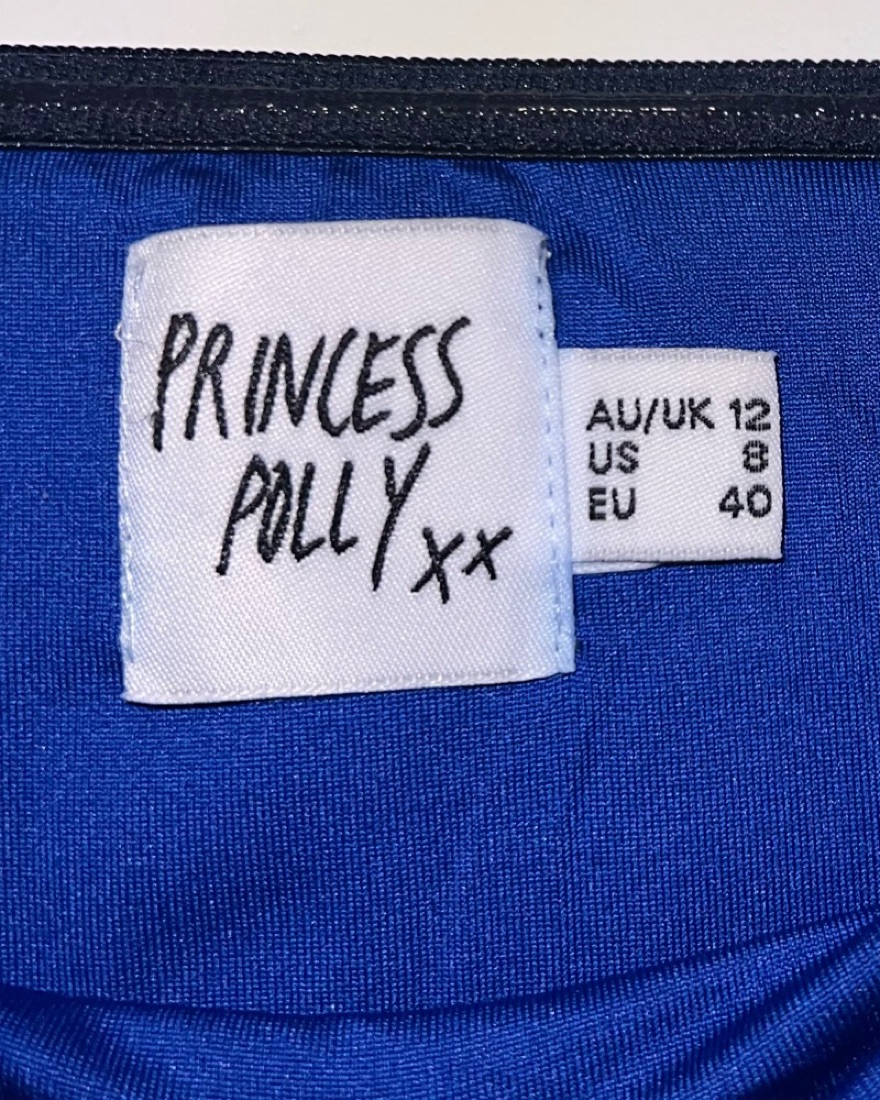 PRINCESS
POLLY xx
AU/UK 12
US 8
EU 40